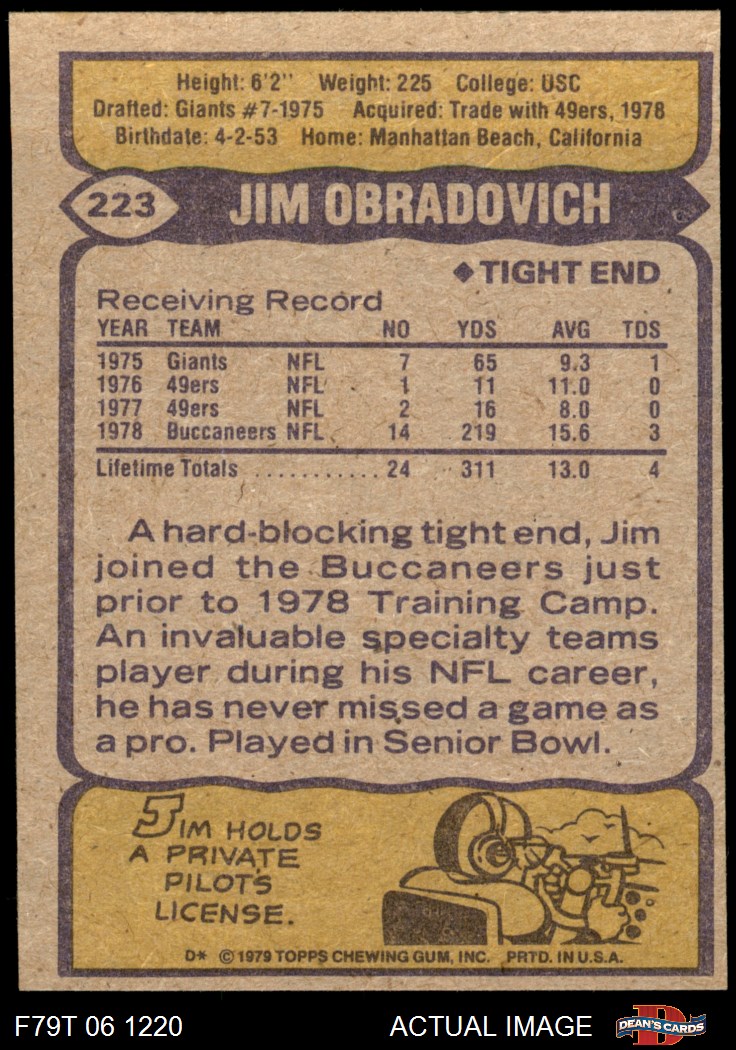 Height: 6'2" Weight: 225 College: USC
Drafted: Giants #7-1975 Acquired: Trade with 49ers, 1978
Birthdate: 4-2-53 Home: Manhattan Beach, California
223 JIM OBRADOVICH
◆TIGHT END
Receiving Record
YEAR TEAM NO YDS AVG TDS
1975 Giants NFL 7 65 9.3 1
1976 49ers NFL 1 11 11.0 0
1977 49ers NFL 2 16 8.0 0
1978 Buccaneers NFL 14 219 15.6 3
Lifetime Totals ........... 24 311 13.0 4
A hard-blocking tight end, Jim
joined the Buccaneers just
prior to 1978 Training Camp.
An invaluable specialty teams
player during his NFL career,
he has never missed a game as
a pro. Played in Senior Bowl.
JIM HOLDS
A PRIVATE
PILOT'S
LICENSE.
D* © 1979 TOPPS CHEWING GUM, INC. PRTD. IN U.S.A.
F79T 06 1220 ACTUAL IMAGE D DEAN'S CARDS